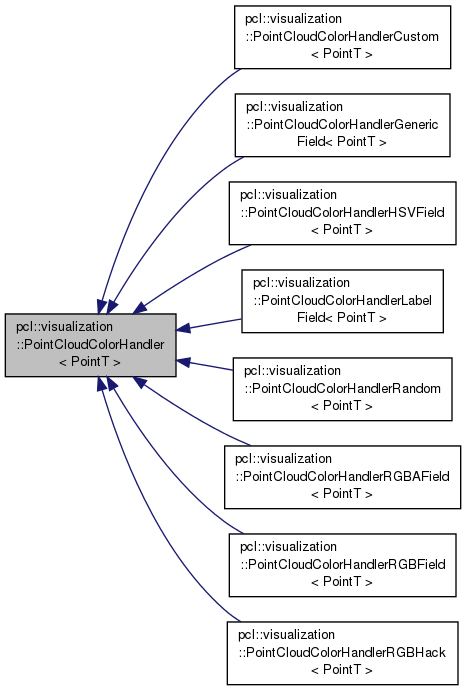 pcl::visualization
::PointCloudColorHandlerCustom
< PointT >
pcl::visualization
::PointCloudColorHandlerGeneric
Field< PointT >
pcl::visualization
::PointCloudColorHandlerHSVField
< PointT >
pcl::visualization
::PointCloudColorHandlerLabel
Field< PointT >
pcl::visualization
::PointCloudColorHandler
< PointT >
pcl::visualization
::PointCloudColorHandlerRandom
< PointT >
pcl::visualization
::PointCloudColorHandlerRGBAField
< PointT >
pcl::visualization
::PointCloudColorHandlerRGBField
< PointT >
pcl::visualization
::PointCloudColorHandlerRGBHack
< PointT >